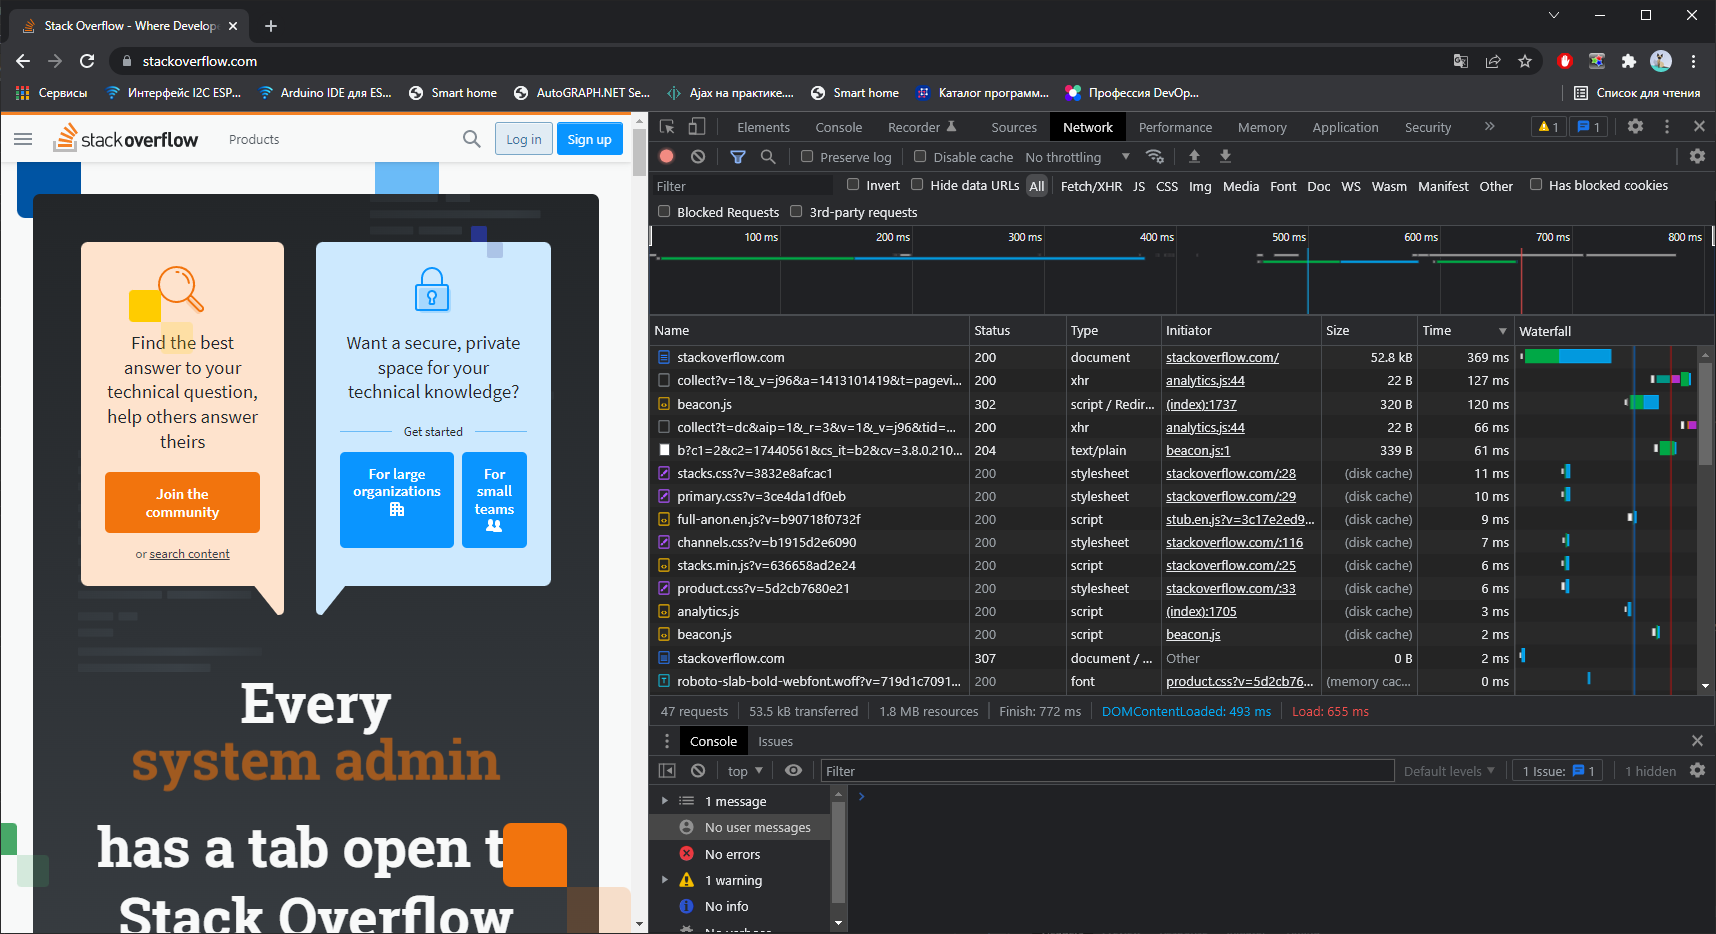 Stack Overflow - Where Develop
stackoverflow.com
Сервисы
Интерфейс I2C ESP...
Arduino IDE для ES...
Smart home
AutoGRAPH.NET Se...
Ajax на практике....
Smart home
Каталог программ...
Профессия DevOp...
Список для чтения
stackoverflow
Products
Log in
Sign up
Find the best
answer to your
technical question,
help others answer
theirs
Join the
community
or search content
Want a secure, private
space for your
technical knowledge?
Get started
For large
organizations
For
small
teams
Every
system admin
has a tab open t
Stack Overflow
Elements Console Recorder Sources Network Performance Memory Application Security » 1 1
Preserve log Disable cache No throttling
Filter Invert Hide data URLs All Fetch/XHR JS CSS Img Media Font Doc WS Wasm Manifest Other Has blocked cookies
Blocked Requests 3rd-party requests
100 ms 200 ms 300 ms 400 ms 500 ms 600 ms 700 ms 800 ms
Name Status Type Initiator Size Time Waterfall
stackoverflow.com 200 document stackoverflow.com/ 52.8 kB 369 ms
collect?v=1&_v=j96&a=1413101419&t=pagevi... 200 xhr analytics.js:44 22 B 127 ms
beacon.js 302 script / Redir... (index):1737 320 B 120 ms
collect?t=dc&aip=1&_r=3&v=1&_v=j96&tid=... 200 xhr analytics.js:44 22 B 66 ms
b?c1=2&c2=17440561&cs_it=b2&cv=3.8.0.210... 204 text/plain beacon.js:1 339 B 61 ms
stacks.css?v=3832e8afcac1 200 stylesheet stackoverflow.com/:28 (disk cache) 11 ms
primary.css?v=3ce4da1df0eb 200 stylesheet stackoverflow.com/:29 (disk cache) 10 ms
full-anon.en.js?v=b90718f0732f 200 script stub.en.js?v=3c17e2ed9... (disk cache) 9 ms
channels.css?v=b1915d2e6090 200 stylesheet stackoverflow.com/:116 (disk cache) 7 ms
stacks.min.js?v=636658ad2e24 200 script stackoverflow.com/:25 (disk cache) 6 ms
product.css?v=5d2cb7680e21 200 stylesheet stackoverflow.com/:33 (disk cache) 6 ms
analytics.js 200 script (index):1705 (disk cache) 3 ms
beacon.js 200 script beacon.js (disk cache) 2 ms
stackoverflow.com 307 document / ... Other 0 B 2 ms
roboto-slab-bold-webfont.woff?v=719d1c7091... 200 font product.css?v=5d2cb76... (memory cac... 0 ms
47 requests 53.5 kB transferred 1.8 MB resources Finish: 772 ms DOMContentLoaded: 493 ms Load: 655 ms
Console Issues
top Filter Default levels 1 Issue: 1 1 hidden
1 message
No user messages
No errors
1 warning
No info